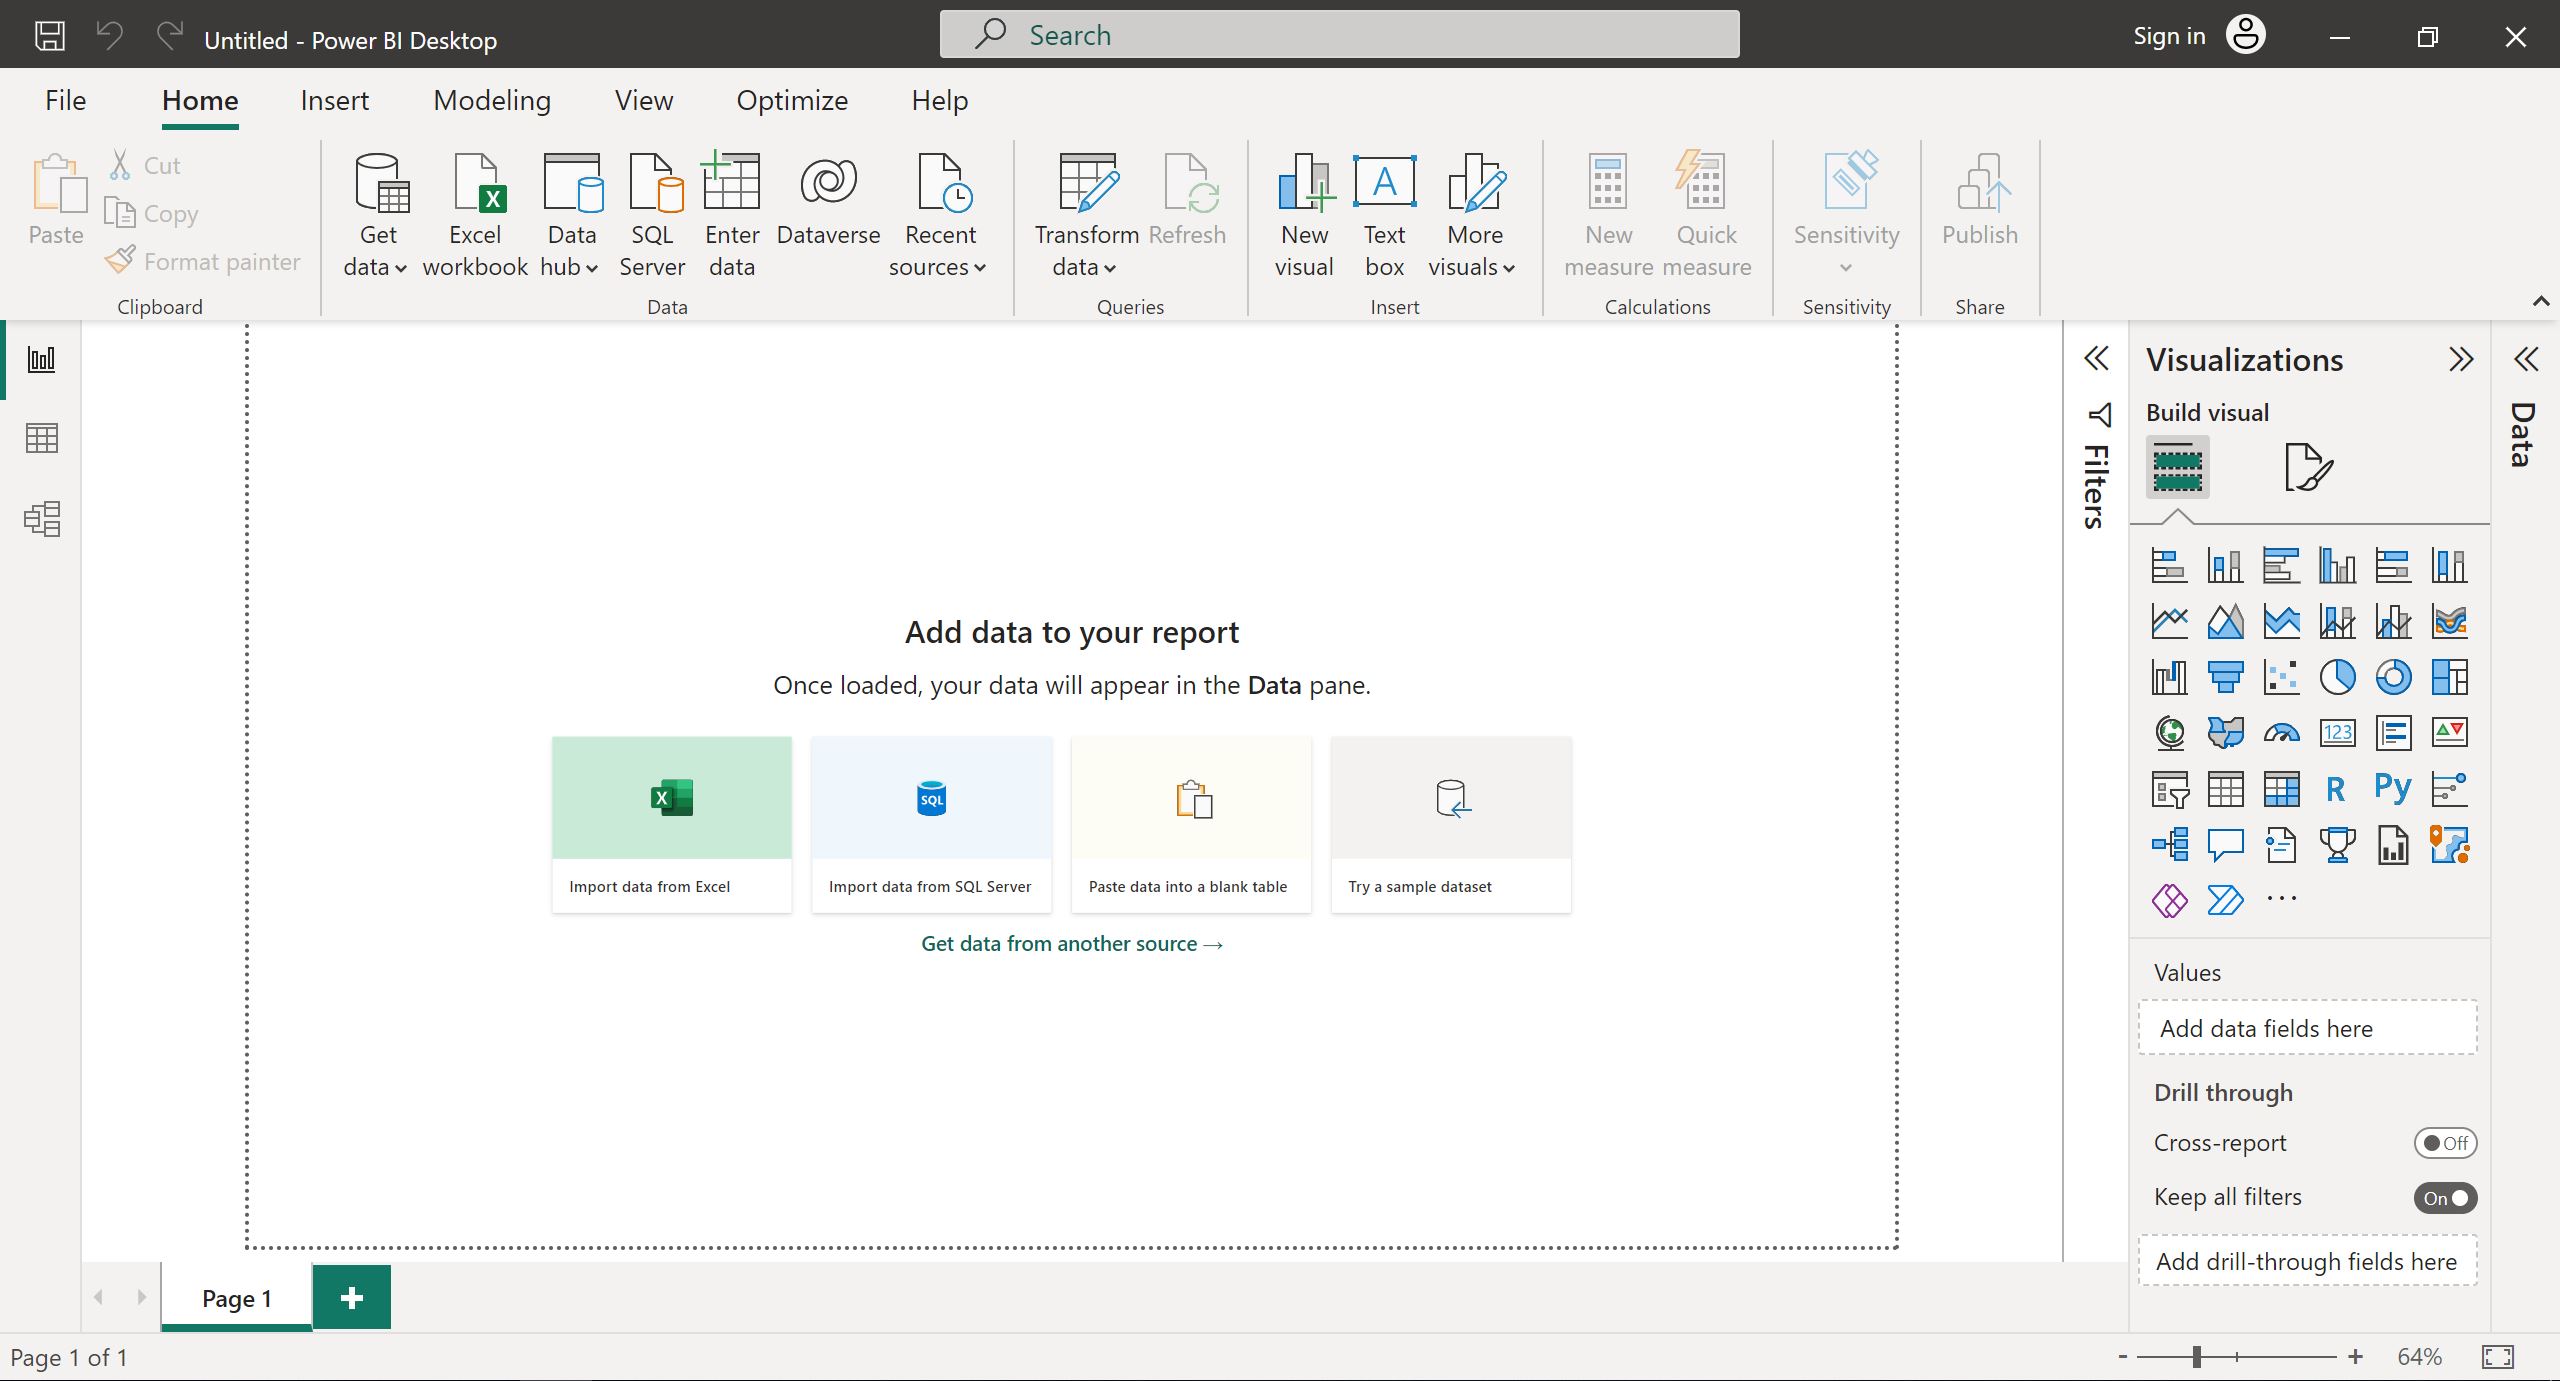 Untitled - Power BI Desktop
Search
Sign in
File
Home
Insert
Modeling
View
Optimize
Help
Paste
Cut
Copy
Format painter
Clipboard
Get
data
Excel
workbook
Data
hub
SQL
Server
Enter
data
Dataverse
Recent
sources
Data
Transform
data
Refresh
Queries
New
visual
Text
box
More
visuals
Insert
New
measure
Quick
measure
Calculations
Sensitivity
Sensitivity
Publish
Share
Add data to your report
Once loaded, your data will appear in the Data pane.
X
SQL
Import data from Excel
Import data from SQL Server
Paste data into a blank table
Try a sample dataset
Get data from another source →
Filters
Visualizations
Build visual
123
R
Py
...
Values
Add data fields here
Drill through
Cross-report
Off
Keep all filters
On
Add drill-through fields here
Data
Page 1
Page 1 of 1
- + 64%